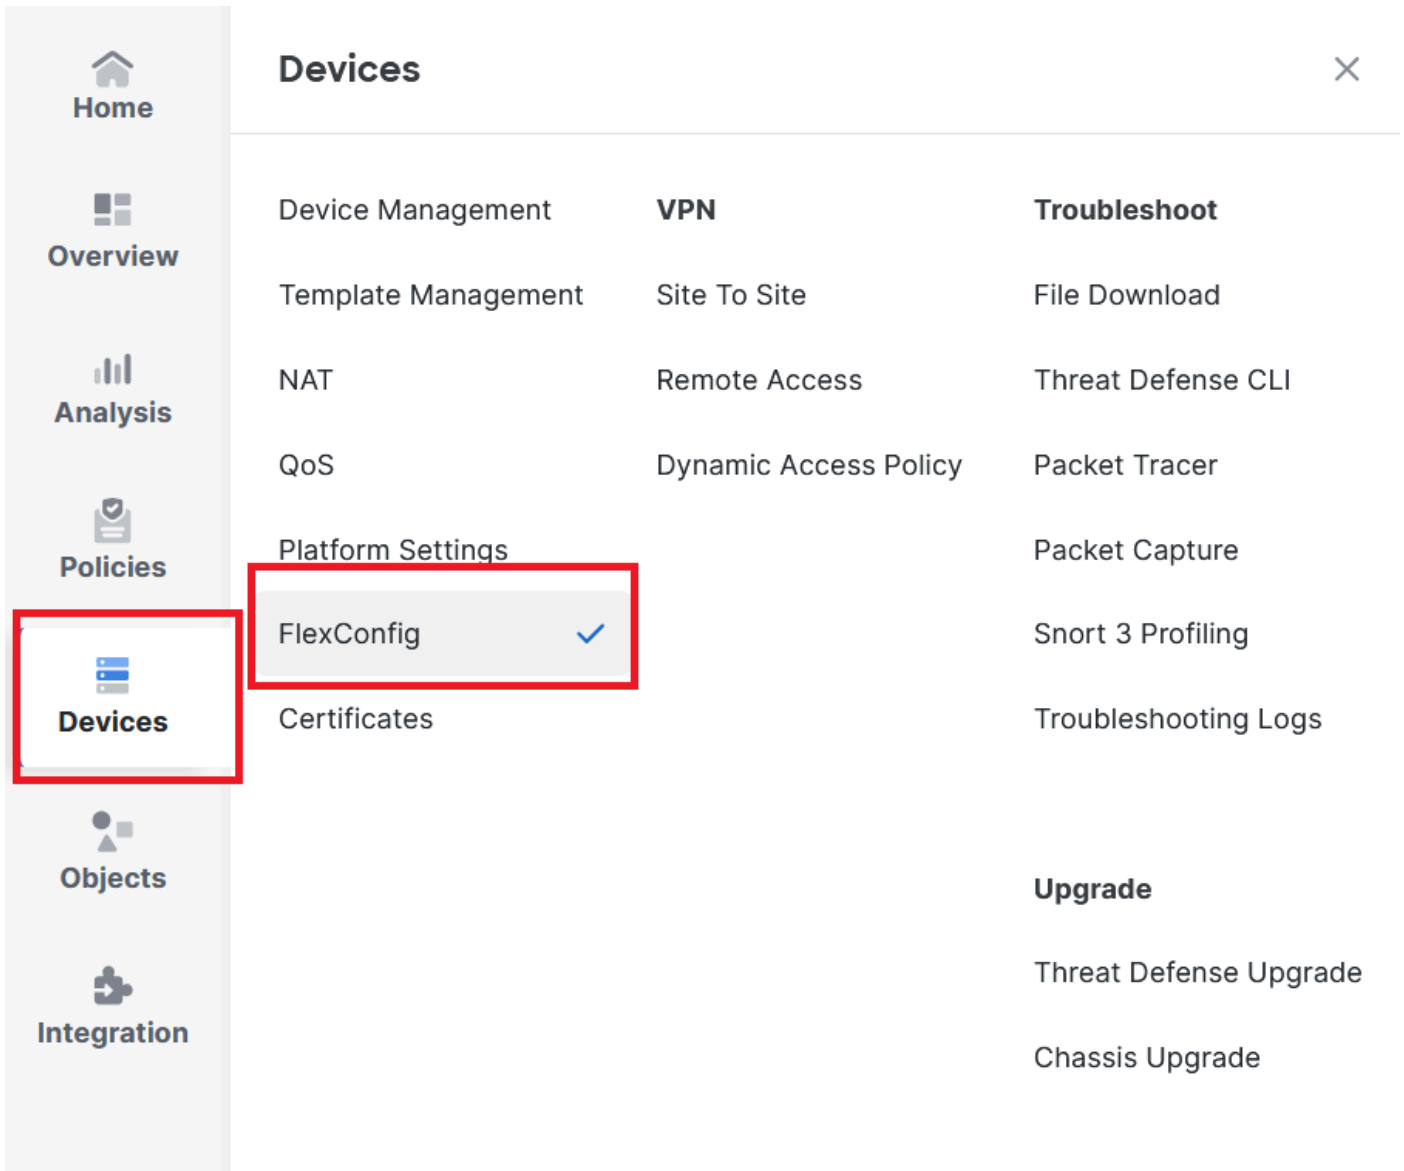 Home
Overview
Analysis
Policies
Devices
Objects
Integration
Devices
Device Management
Template Management
NAT
QoS
Platform Settings
FlexConfig
Certificates
VPN
Site To Site
Remote Access
Dynamic Access Policy
Troubleshoot
File Download
Threat Defense CLI
Packet Tracer
Packet Capture
Snort 3 Profiling
Troubleshooting Logs
Upgrade
Threat Defense Upgrade
Chassis Upgrade